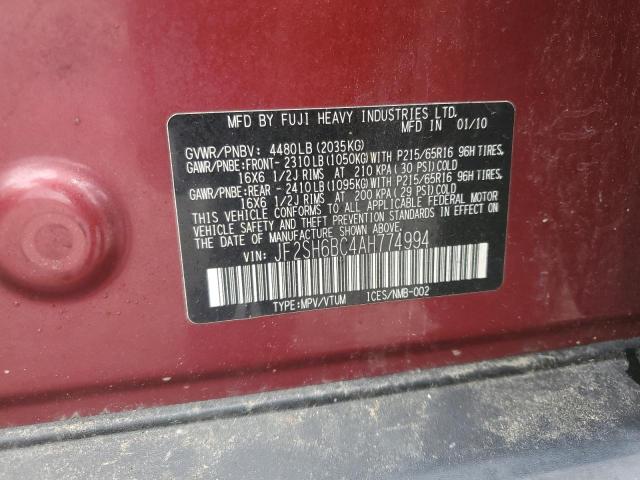 MFD BY FUJI HEAVY INDUSTRIES LTD.
MFD IN 01/10
GVWR/PNBV: 4480LB (2035KG)
GAWR/PNBE:FRONT- 2310LB(1050KG)WITH P215/65R16 96H TIRES,
16X6 1/2J RIMS AT 210 KPA (30 PSI)COLD
GAWR/PNBE:REAR - 2410LB(1095KG)WITH P215/65R16 96H TIRES,
16X6 1/2J RIMS AT 200 KPA (29 PSI)COLD
THIS VEHICLE CONFORMS TO ALL APPLICABLE FEDERAL MOTOR
VEHICLE SAFETY AND THEFT PREVENTION STANDARDS IN EFFECT ON
THE DATE OF MANUFACTURE SHOWN ABOVE.
VIN: JF2SH6BC4AH774994
TYPE:MPV/VTUM ICES/NMB-002